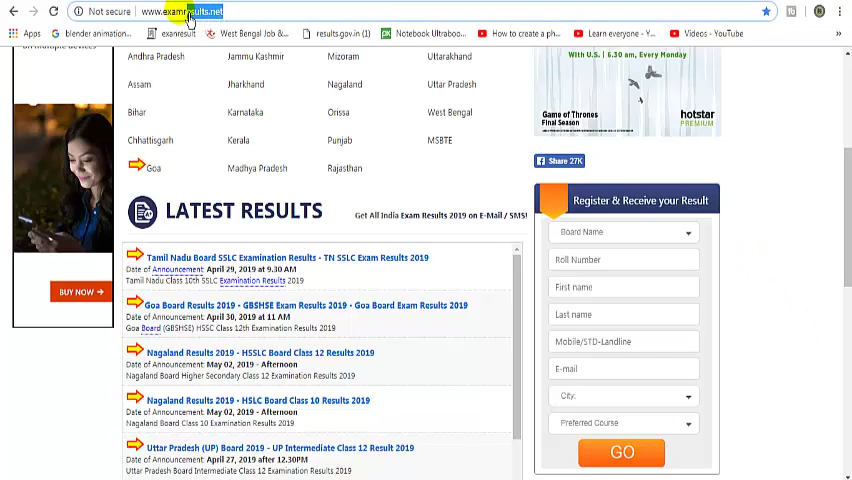 Not secure www.examresults.net
Apps blender animation... exanresult West Bengal Job &... results.gov.in (1) Notebook Ultraboo... How to create a ph... Learn everything - Y... Videos - YouTube »
on multiple devices
Andhra Pradesh Jammu Kashmir Mizoram Uttarakhand
Assam Jharkhand Nagaland Uttar Pradesh
Bihar Karnataka Orissa West Bengal
Chhattisgarh Kerala Punjab MSBTE
Goa Madhya Pradesh Rajasthan
With U.S. | 6.30 am, Every Monday
Game of Thrones
Final Season
hotstar
PREMIUM
Share 27K
LATEST RESULTS
Get All India Exam Results 2019 on E-Mail / SMS!
Tamil Nadu Board SSLC Examination Results - TN SSLC Exam Results 2019
Date of Announcement: April 29, 2019 at 9.30 AM
Tamil Nadu Class 10th SSLC Examination Results 2019
Goa Board Results 2019 - GBSHSE Exam Results 2019 - Goa Board Exam Results 2019
Date of Announcement: April 30, 2019 at 11 AM
Goa Board (GBSHSE) HSSC Class 12th Examination Results 2019
Nagaland Results 2019 - HSSLC Board Class 12 Results 2019
Date of Announcement: May 02, 2019 - Afternoon
Nagaland Board Higher Secondary Class 12 Examination Results 2019
Nagaland Results 2019 - HSLC Board Class 10 Results 2019
Date of Announcement: May 02, 2019 - Afternoon
Nagaland Board Class 10 Examination Results 2019
Uttar Pradesh (UP) Board 2019 - UP Intermediate Class 12 Result 2019
Date of Announcement: April 27, 2019 after 12.30PM
Uttar Pradesh Board Intermediate Class 12 Examination Results 2019
BUY NOW →
Register & Receive your Result
Board Name
Roll Number
First name
Last name
Mobile/STD-Landline
E-mail
City:
Preferred Course
GO